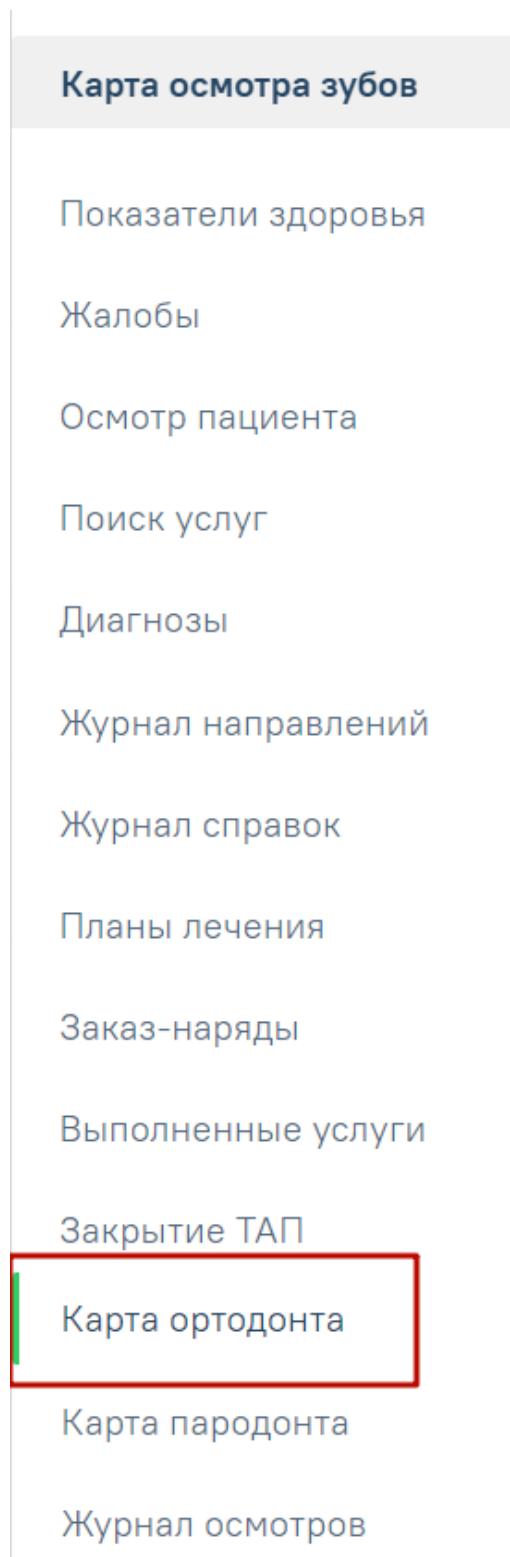 Карта осмотра зубов
Показатели здоровья
Жалобы
Осмотр пациента
Поиск услуг
Диагнозы
Журнал направлений
Журнал справок
Планы лечения
Заказ-наряды
Выполненные услуги
Закрытие ТАП
Карта ортодонта
Карта пародонта
Журнал осмотров